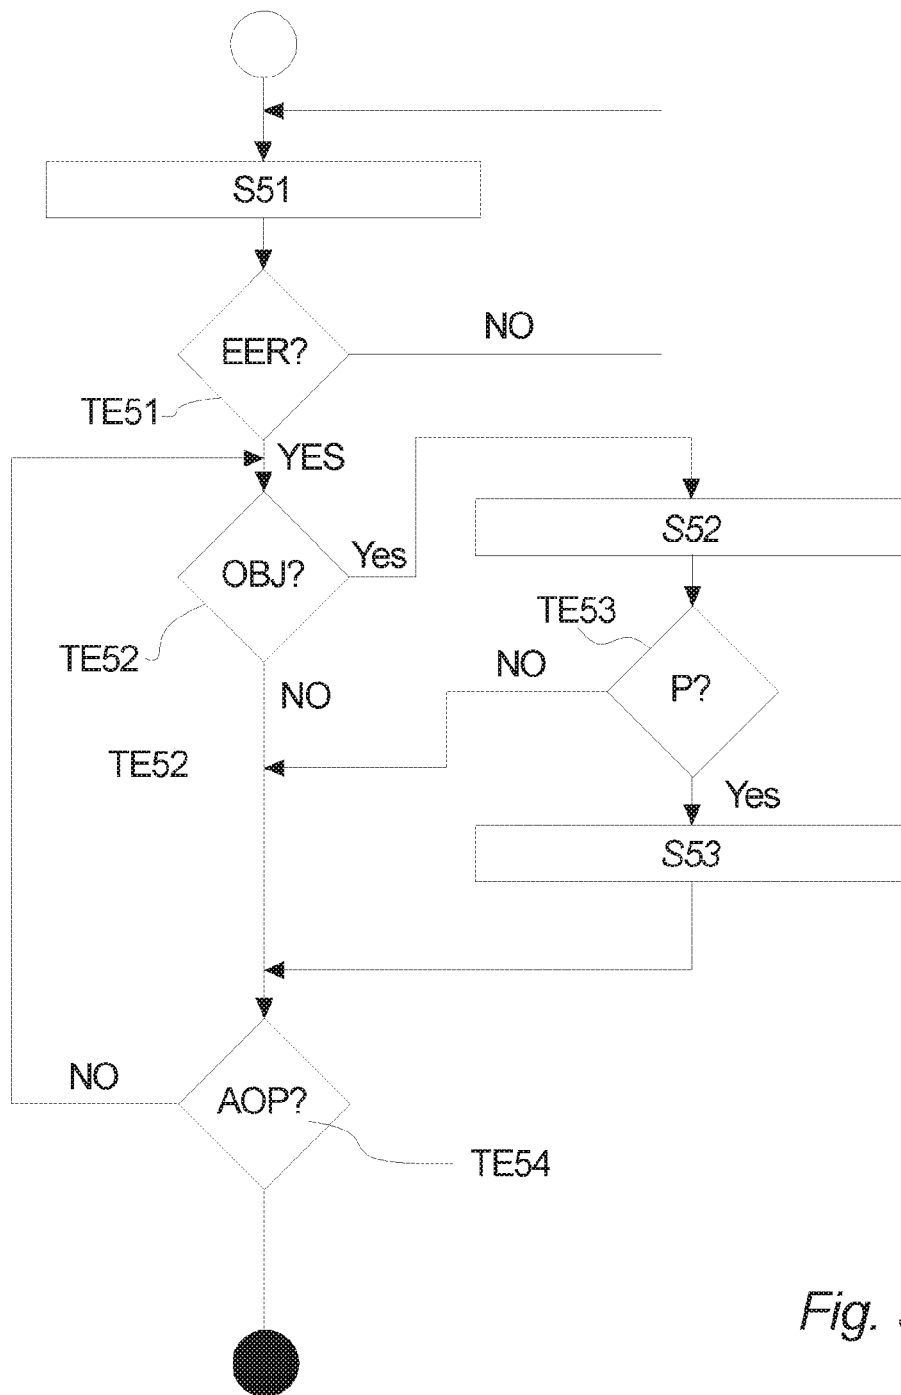 S51
NO
EER?
TE51
YES
S52
Yes
OBJ?
TE53
TE52
NO
P?
NO
TE52
Yes
S53
NO
AOP?
TE54
Fig.